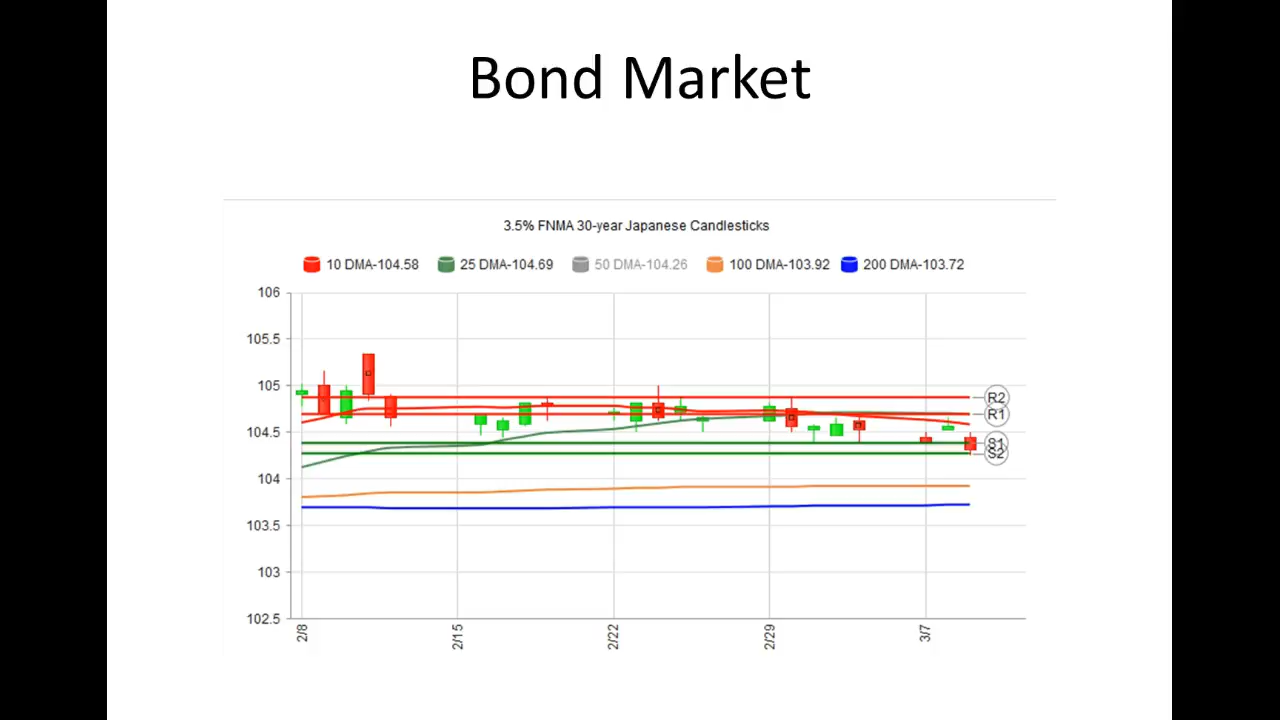 Bond Market
3.5% FNMA 30-year Japanese Candlesticks
10 DMA-104.58 25 DMA-104.69 50 DMA-104.26 100 DMA-103.92 200 DMA-103.72
106
105.5
105
R2
R1
104.5
S1
S2
104
103.5
103
102.5
2/8 2/15 2/22 2/29 3/7